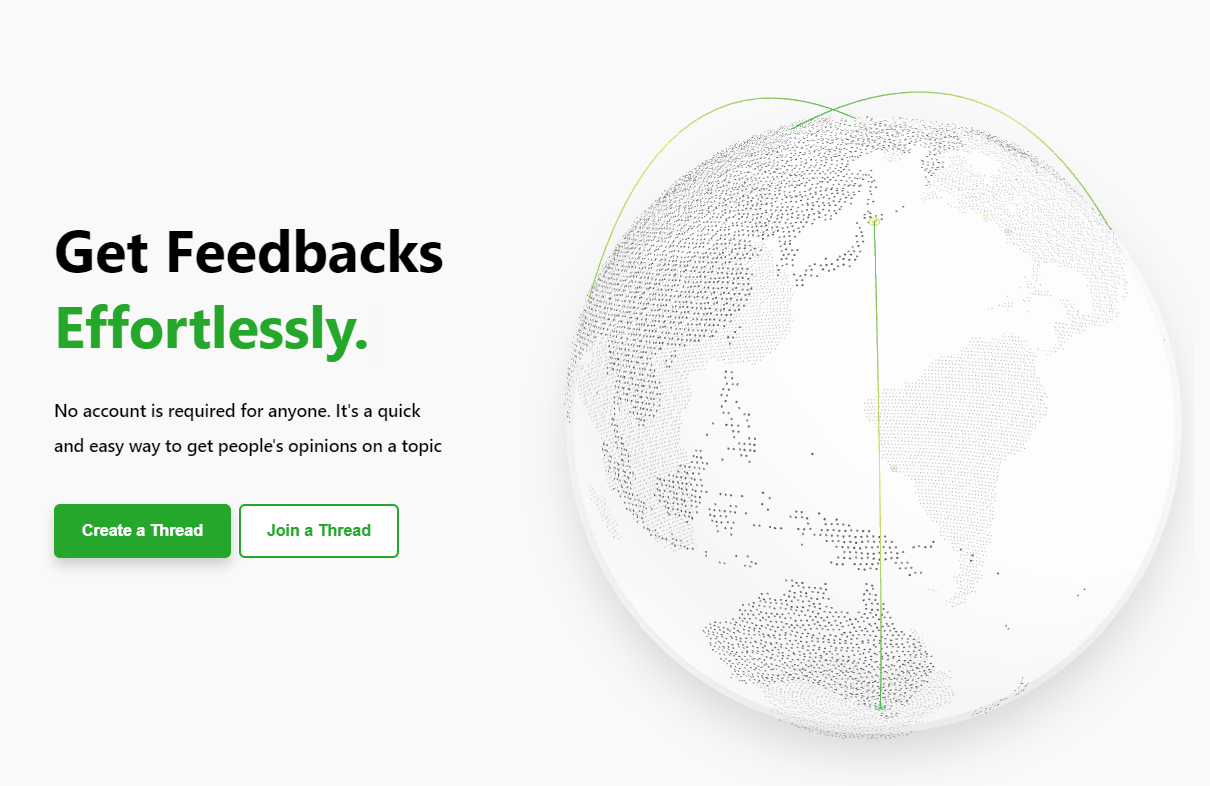 Get Feedbacks
Effortlessly.
No account is required for anyone. It's a quick
and easy way to get people's opinions on a topic
Create a Thread
Join a Thread